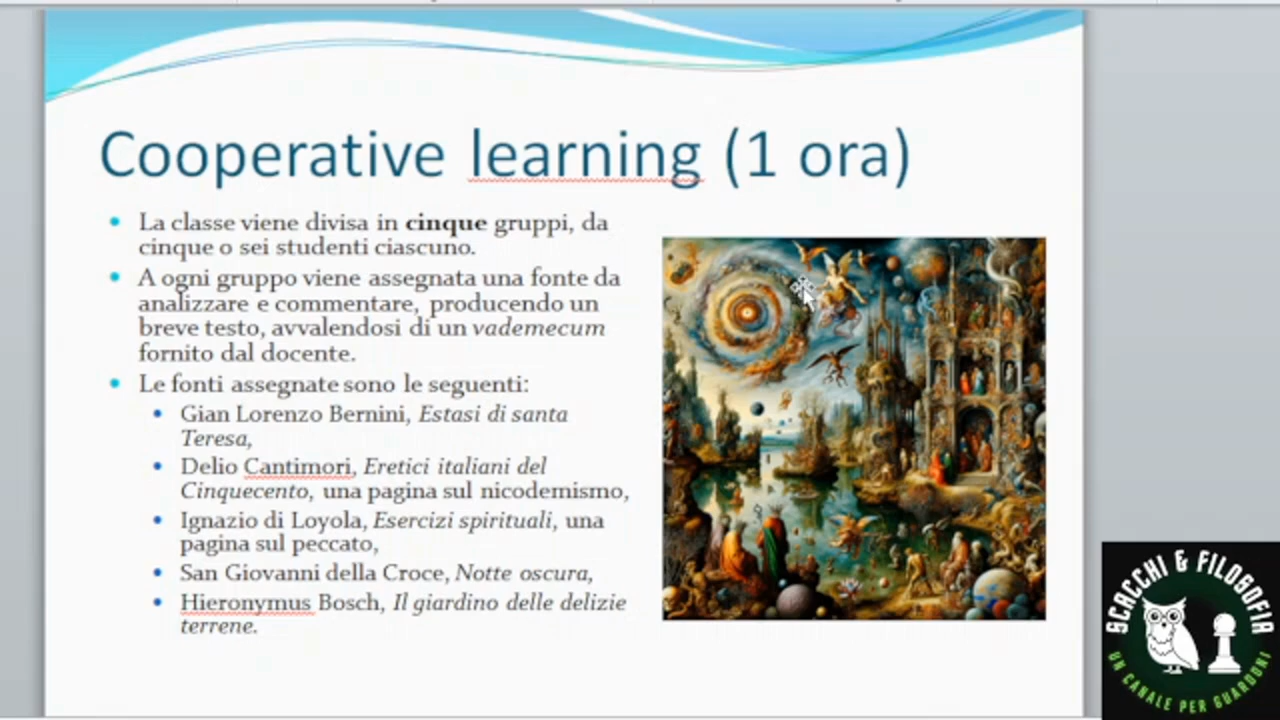 Cooperative learning (1 ora)
La classe viene divisa in cinque gruppi, da
cinque o sei studenti ciascuno.
A ogni gruppo viene assegnata una fonte da
analizzare e commentare, producendo un
breve testo, avvalendosi di un vademecum
fornito dal docente.
Le fonti assegnate sono le seguenti:
Gian Lorenzo Bernini, Estasi di santa
Teresa,
Delio Cantimori, Eretici italiani del
Cinquecento, una pagina sul nicodemismo,
Ignazio di Loyola, Esercizi spirituali, una
pagina sul peccato,
San Giovanni della Croce, Notte oscura,
Hieronymus Bosch, Il giardino delle delizie
terrene.
SCACCHI & FILOSOFIA
UN CANALE PER GUARDONI